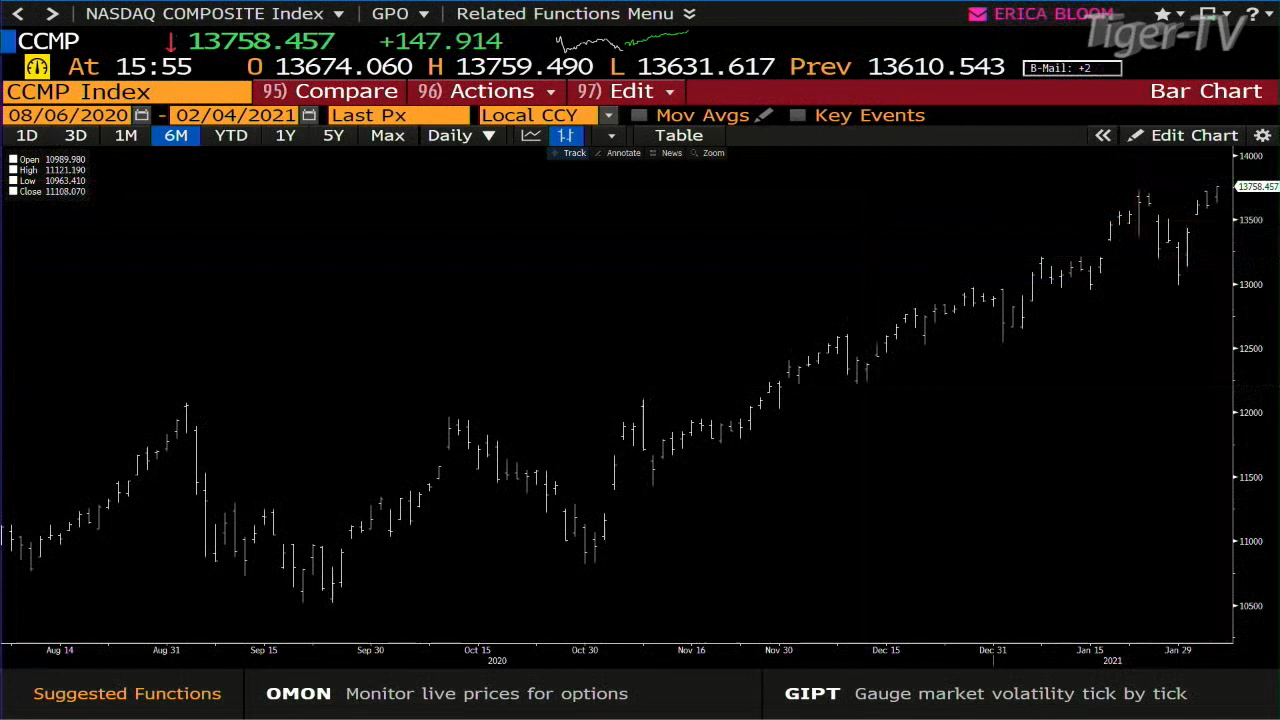 < > NASDAQ COMPOSITE Index GPO Related Functions Menu ERICA BLOOM ?
Tiger-TV
CCMP 13758.457 +147.914
At 15:55 O 13674.060 H 13759.490 L 13631.617 Prev 13610.543 B-Mail: +2
CCMP Index 95) Compare 96) Actions 97) Edit Bar Chart
08/06/2020 - 02/04/2021 Last Px Local CCY Mov Avgs Key Events
1D 3D 1M 6M YTD 1Y 5Y Max Daily Table Edit Chart
Track Annotate News Zoom
Open 10989.980
High 11121.190
Low 10963.410
Close 11108.070
14000
13758.457
13500
13000
12500
12000
11500
11000
10500
Aug 14 Aug 31 Sep 15 Sep 30 Oct 15 Oct 30 Nov 16 Nov 30 Dec 15 Dec 31 Jan 15 Jan 29
2020 2021
Suggested Functions OMON Monitor live prices for options GIPT Gauge market volatility tick by tick